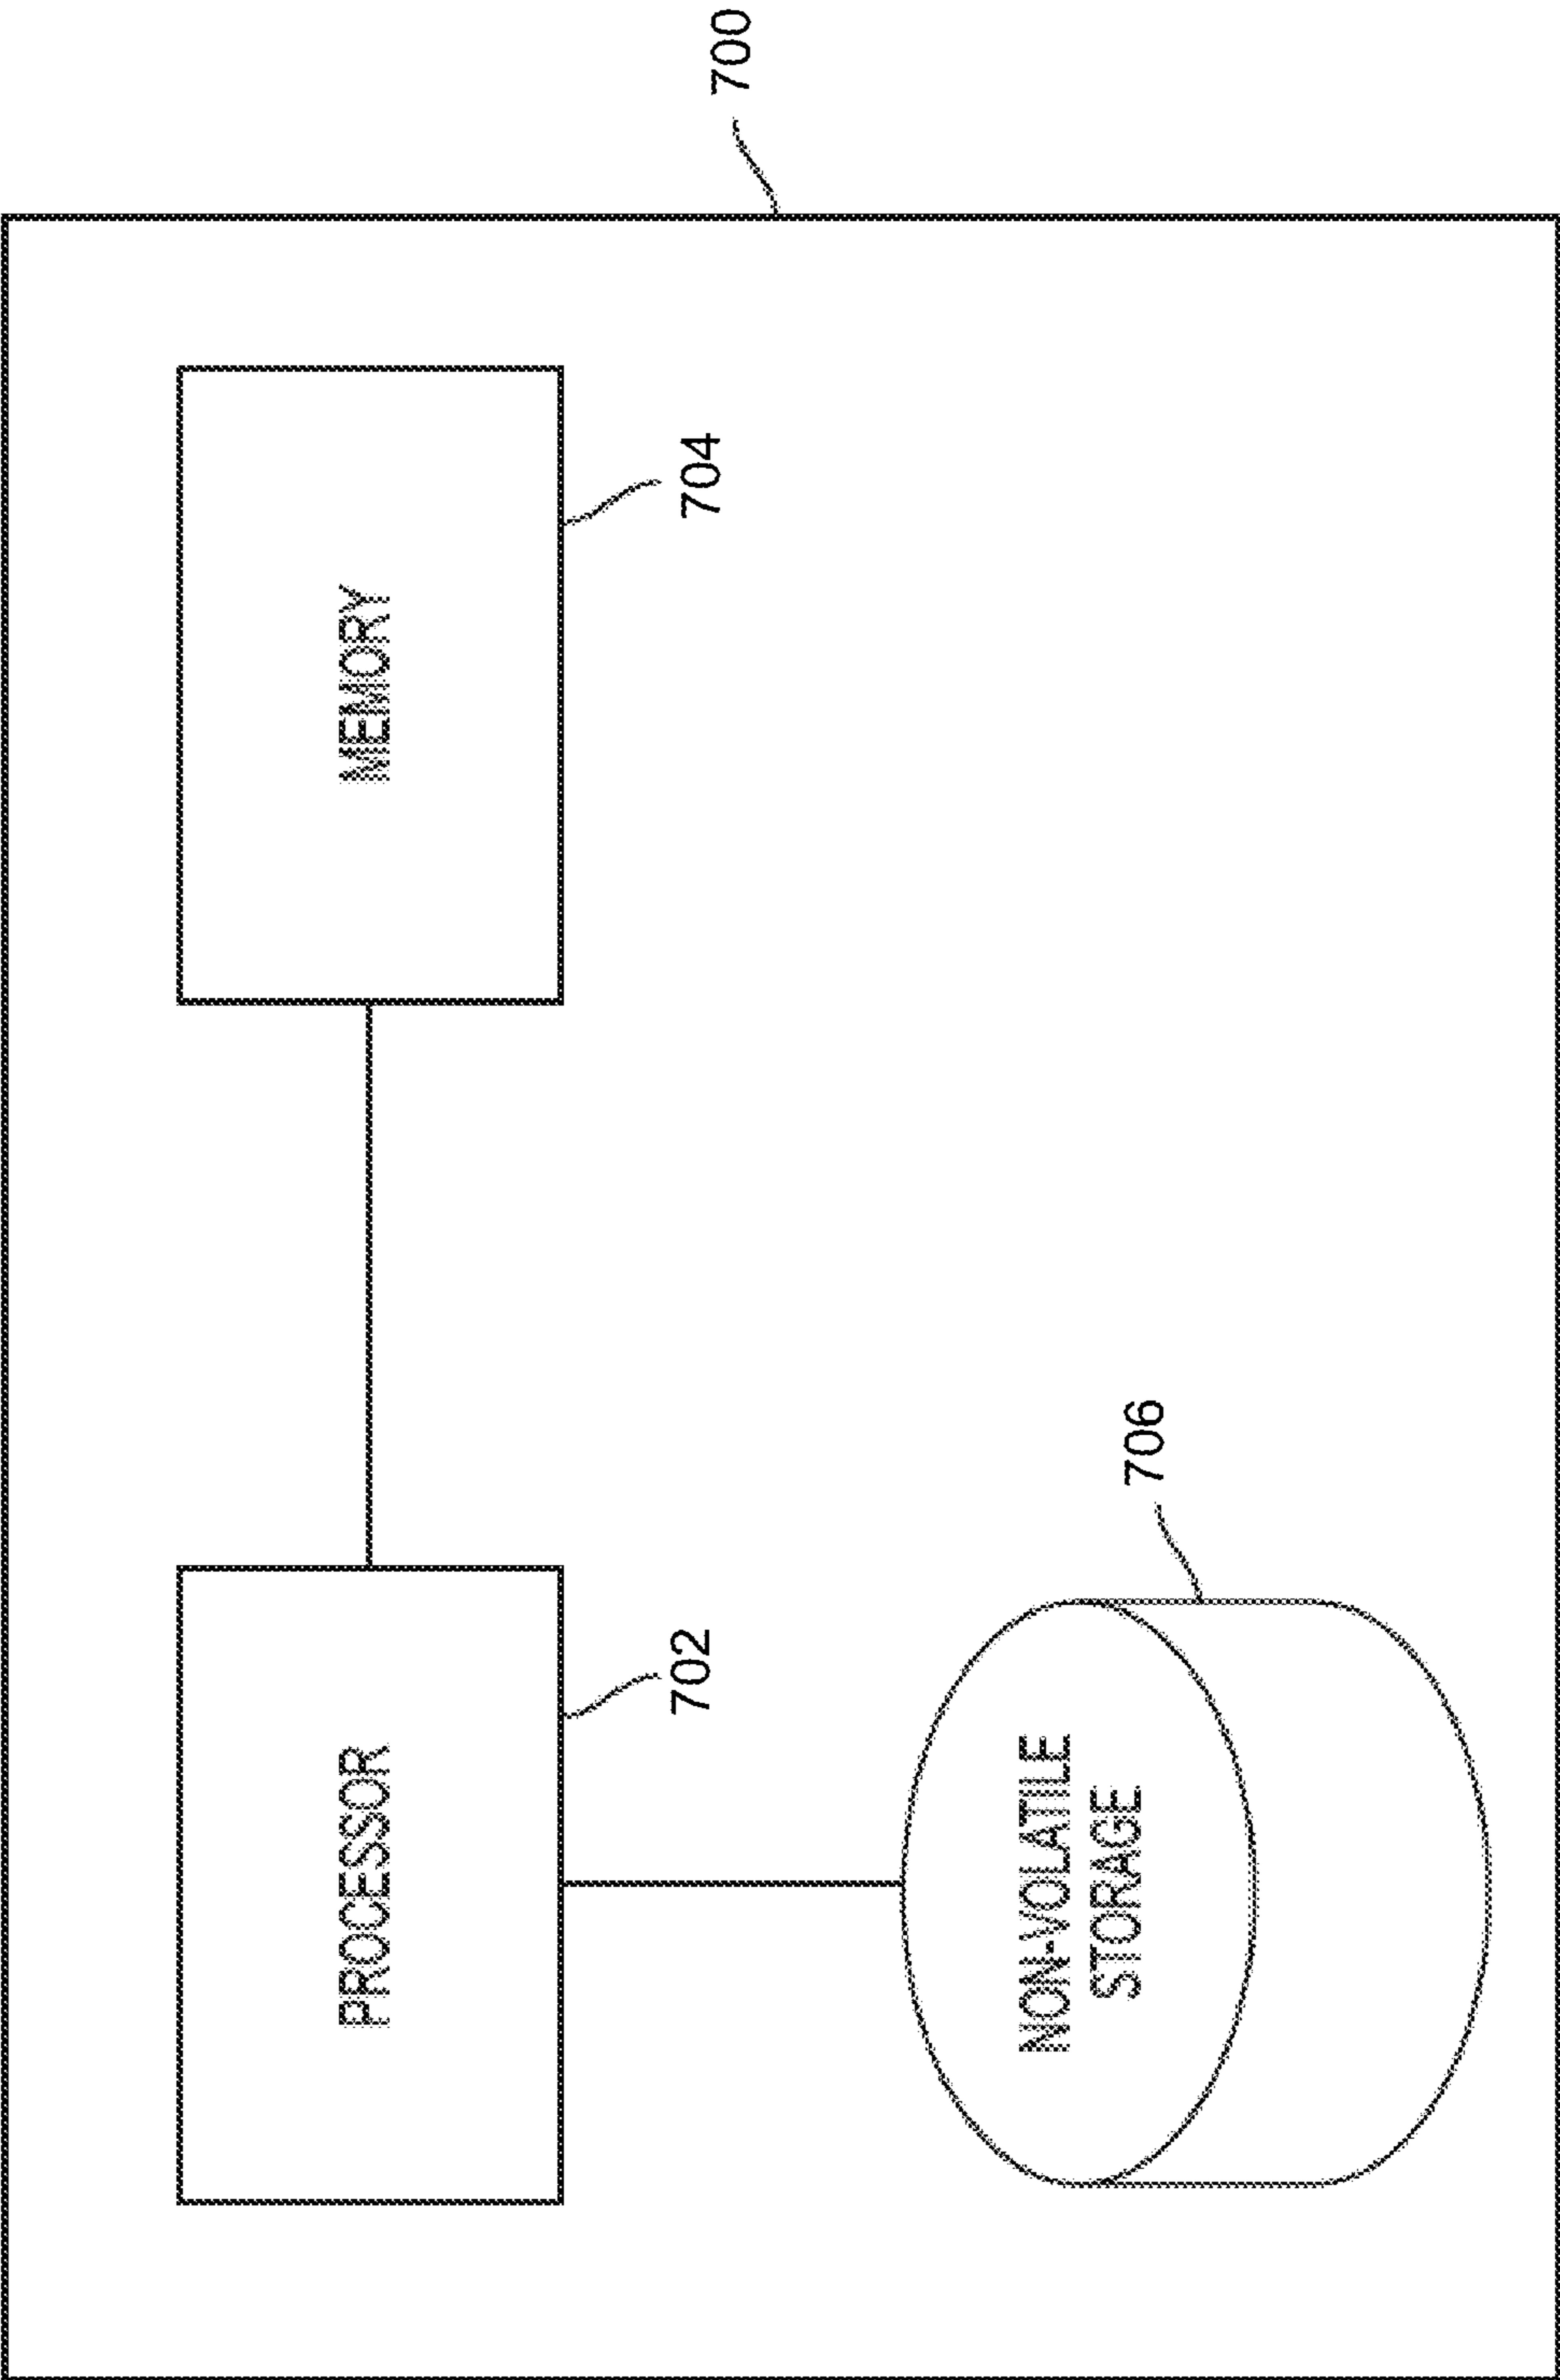 700
PROCESSOR
MEMORY
702
704
NON-VOLATILE
STORAGE
706